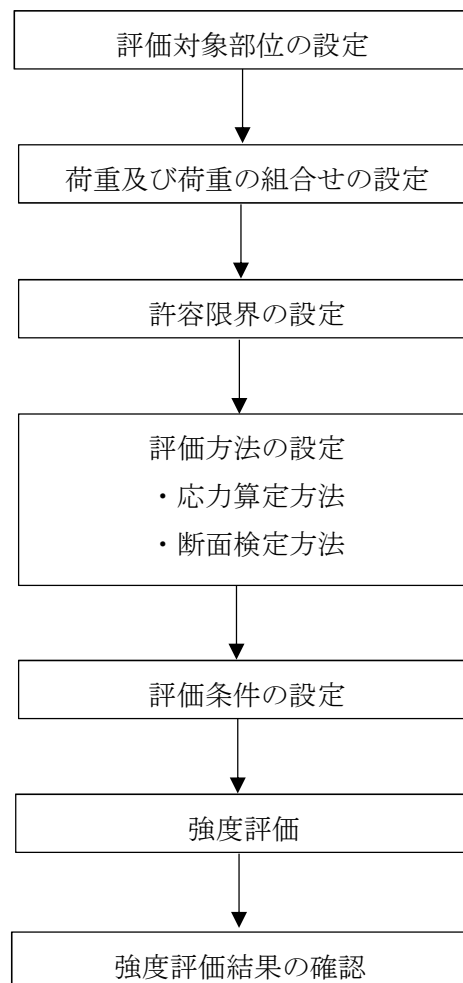 評価対象部位の設定
荷重及び荷重の組合せの設定
許容限界の設定
評価方法の設定
・応力算定方法
・断面検定方法
評価条件の設定
強度評価
強度評価結果の確認